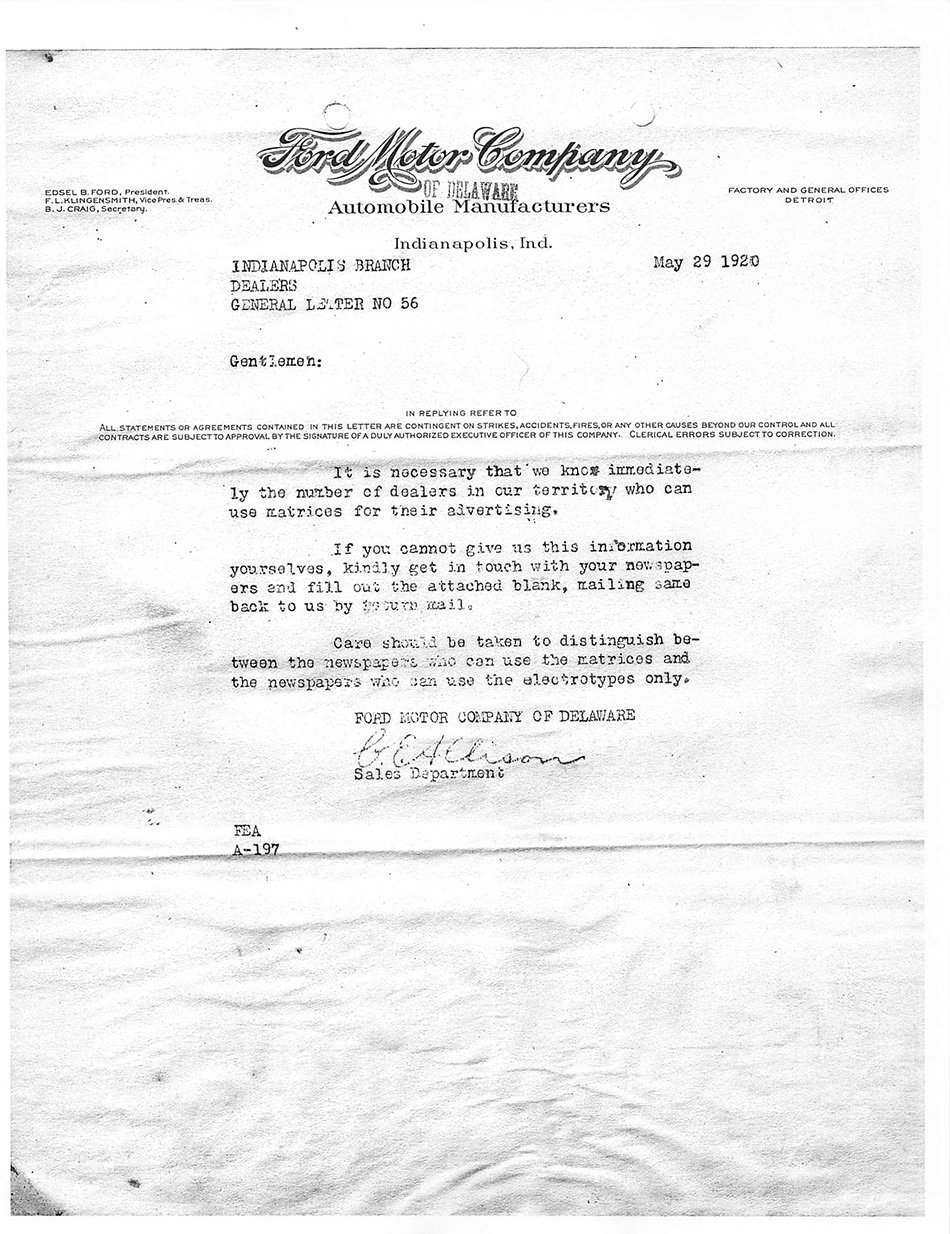 Ford Motor Company
OF DELAWARE
Automobile Manufacturers
EDSEL B. FORD, President.
F. L. KLINGENSMITH, Vice Pres. & Treas.
B. J. CRAIG, Secretary.
FACTORY AND GENERAL OFFICES
DETROIT
Indianapolis, Ind.
INDIANAPOLIS BRANCH
May 29 1920
DEALERS
GENERAL LETTER NO 56
Gentlemen:
IN REPLYING REFER TO
ALL STATEMENTS OR AGREEMENTS CONTAINED IN THIS LETTER ARE CONTINGENT ON STRIKES, ACCIDENTS, FIRES, OR ANY OTHER CAUSES BEYOND OUR CONTROL AND ALL
CONTRACTS ARE SUBJECT TO APPROVAL BY THE SIGNATURE OF A DULY AUTHORIZED EXECUTIVE OFFICER OF THIS COMPANY. CLERICAL ERRORS SUBJECT TO CORRECTION.
It is necessary that we know immediate-
ly the number of dealers in our territory who can
use matrices for their advertising.
If you cannot give us this information
yourselves, kindly get in touch with your newspap-
ers and fill out the attached blank, mailing same
back to us by return mail.
Care should be taken to distinguish be-
tween the newspapers who can use the matrices and
the newspapers who can use the electrotypes only.
FORD MOTOR COMPANY OF DELAWARE
Allison
Sales Department
FEA
A-197